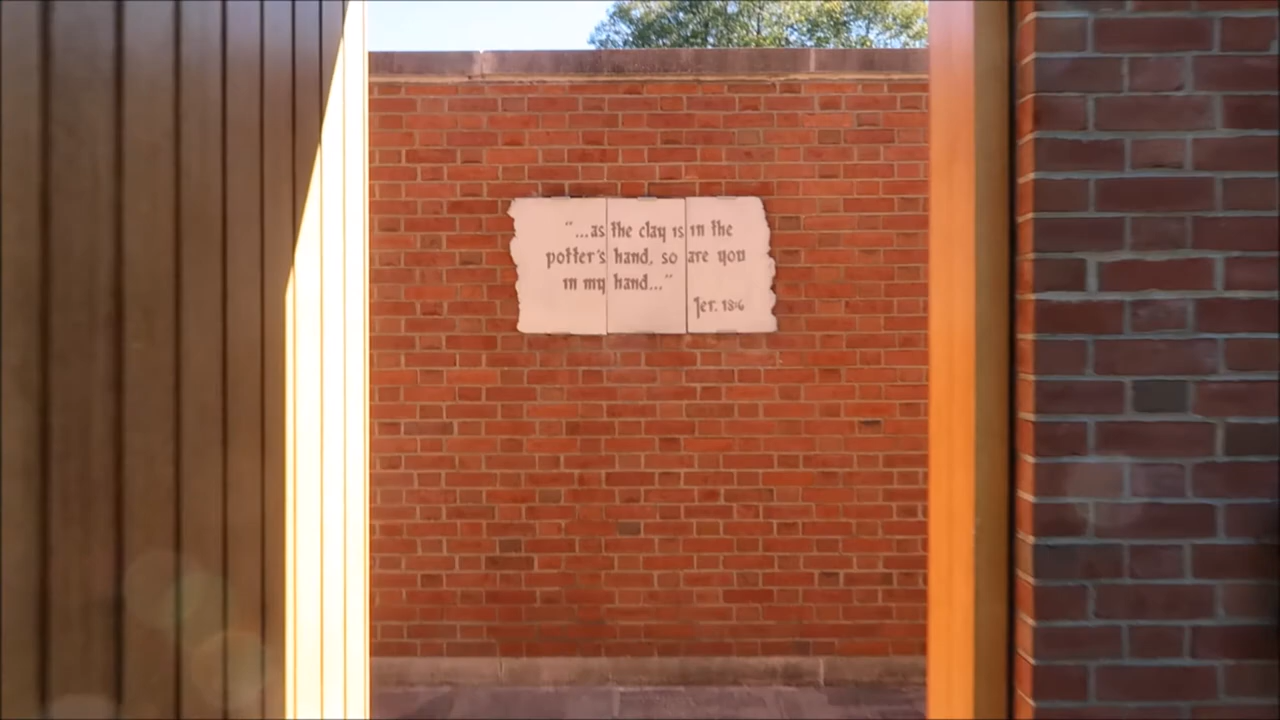 “...as the clay is in the
potter's hand, so are you
in my hand...”
Jer. 18:6